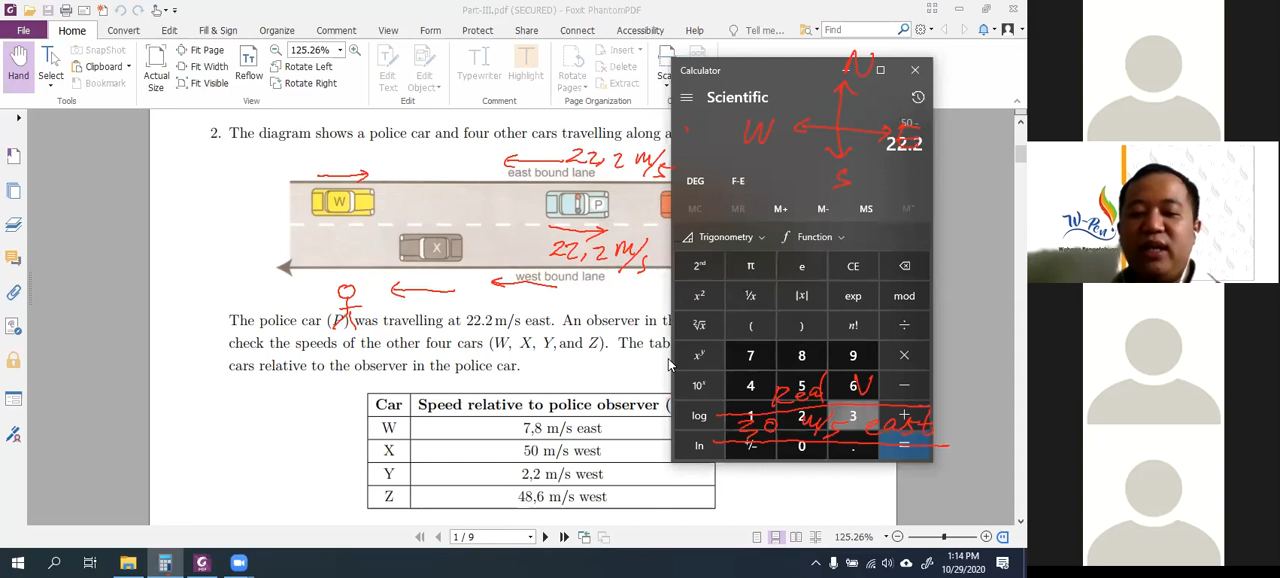 Part-III.pdf (SECURED) - Foxit PhantomPDF
File Home Convert Fill & Sign Organize Comment View Form Protect Share Connect Accessibility Tell me... Find
Hand
Select
SnapShot
Clipboard
Bookmark
Actual Size
Fit Page
Fit Width
Fit Visible
Reflow
125.26%
Rotate Left
Rotate Right
Edit Text
Edit Object
Typewriter
Highlight
Rotate Pages
Insert
Delete
Extract
Tools
View
Edit
Comment
Page Organization
2. The diagram shows a police car and four other cars travelling along a
22,2 m/s
east bound lane
W
P
X
22,2 m/s
west bound lane
The police car (P) was travelling at 22.2 m/s east. An observer in th
check the speeds of the other four cars (W, X, Y, and Z). The tab
cars relative to the observer in the police car.
Car Speed relative to police observer (
W 7,8 m/s east
X 50 m/s west
Y 2,2 m/s west
Z 48,6 m/s west
Calculator
Scientific
50 -
22.2
N
W
E
S
DEG F-E
MC MR M+ M- MS M
Trigonometry Function
2nd π e CE
x² ¹/x |x| exp mod
²√x ( ) n! ÷
xʸ 7 8 9 ×
10ˣ 4 5 6 −
log 1 2 3 +
ln +/- 0 . =
Real V
30 m/s east
W-Pen
1 / 9
125.26%
1:14 PM
10/29/2020